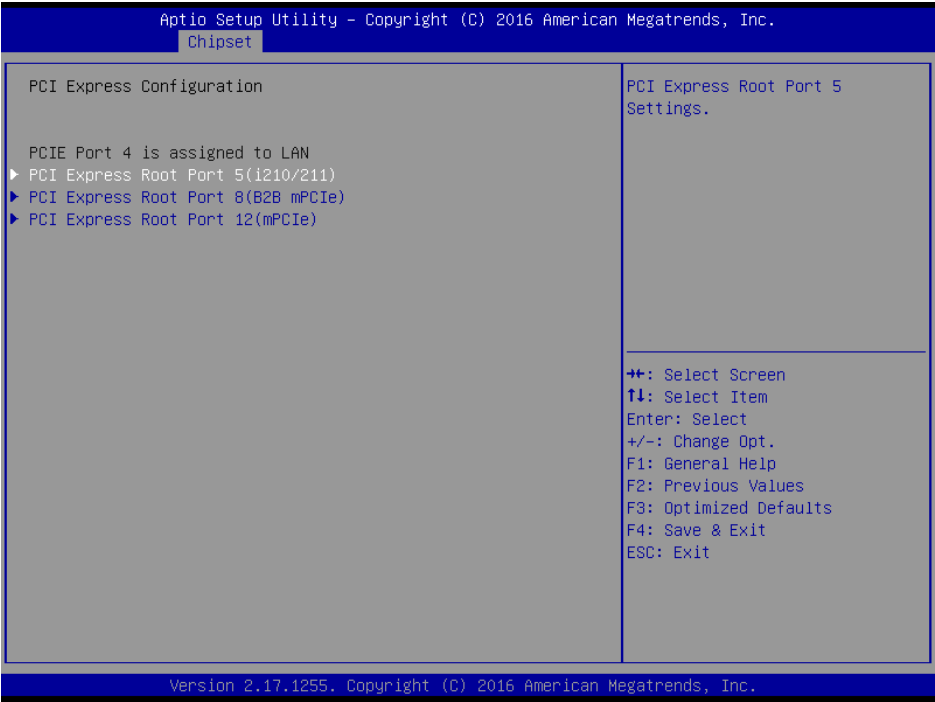 Aptio Setup Utility – Copyright (C) 2016 American Megatrends, Inc.
Chipset
PCI Express Configuration
PCIE Port 4 is assigned to LAN
PCI Express Root Port 5(i210/211)
PCI Express Root Port 8(B2B mPCIe)
PCI Express Root Port 12(mPCIe)
PCI Express Root Port 5
Settings.
→←: Select Screen
↑↓: Select Item
Enter: Select
+/-: Change Opt.
F1: General Help
F2: Previous Values
F3: Optimized Defaults
F4: Save & Exit
ESC: Exit
Version 2.17.1255. Copyright (C) 2016 American Megatrends, Inc.